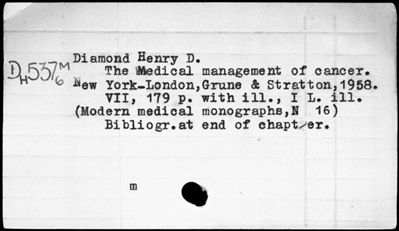 Diamond Henry D.
The Medical management of cancer.
DH537M/6 New York-London,Grune & Stratton,1958.
VII, 179 p. with ill., I L. ill.
(Modern medical monographs,N 16)
Bibliogr.at end of chapter.
m